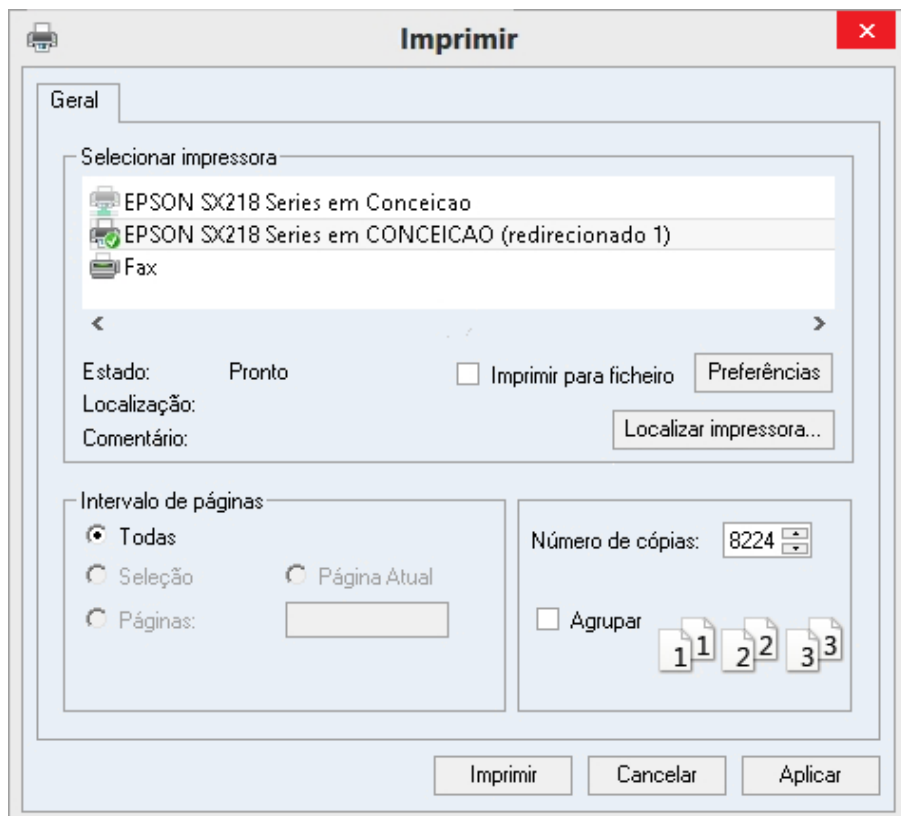 Imprimir
Geral
Selecionar impressora
EPSON SX218 Series em Conceicao
EPSON SX218 Series em CONCEICAO (redirecionado 1)
Fax
Estado: Pronto
Imprimir para ficheiro
Preferências
Localização:
Comentário:
Localizar impressora...
Intervalo de páginas
Todas
Seleção
Página Atual
Páginas:
Número de cópias: 8224
Agrupar
1 1 2 2 3 3
Imprimir
Cancelar
Aplicar